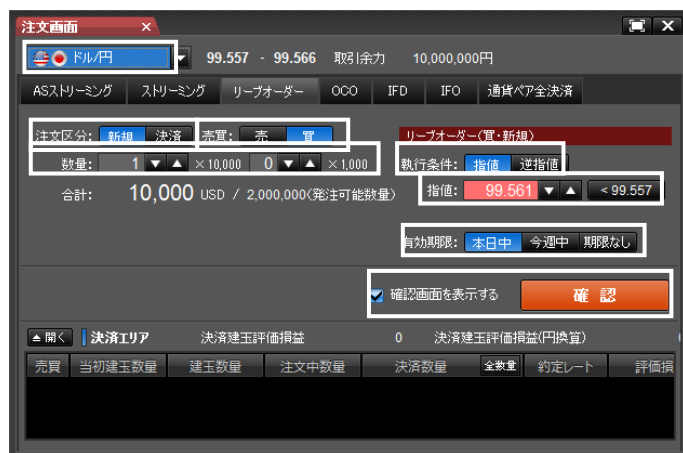 注文画面 × X
ドル/円 99.557 - 99.566 取引余力 10,000,000円
ASストリーミング ストリーミング リーブオーダー OCO IFD IFO 通貨ペア全決済
注文区分: 新規 決済 売買: 売 買 リーブオーダー(買・新規)
数量: 1 ▼ ▲ ×10,000 0 ▼ ▲ ×1,000 執行条件: 指値 逆指値
合計: 10,000 USD / 2,000,000(発注可能数量) 指値: 99.561 ▼ ▲ <99.557
有効期限: 本日中 今週中 期限なし
確認画面を表示する 確認
▲開く 決済エリア 決済建玉評価損益 0 決済建玉評価損益(円換算)
売買 当初建玉数量 建玉数量 注文中数量 決済数量 全数量 約定レート 評価損